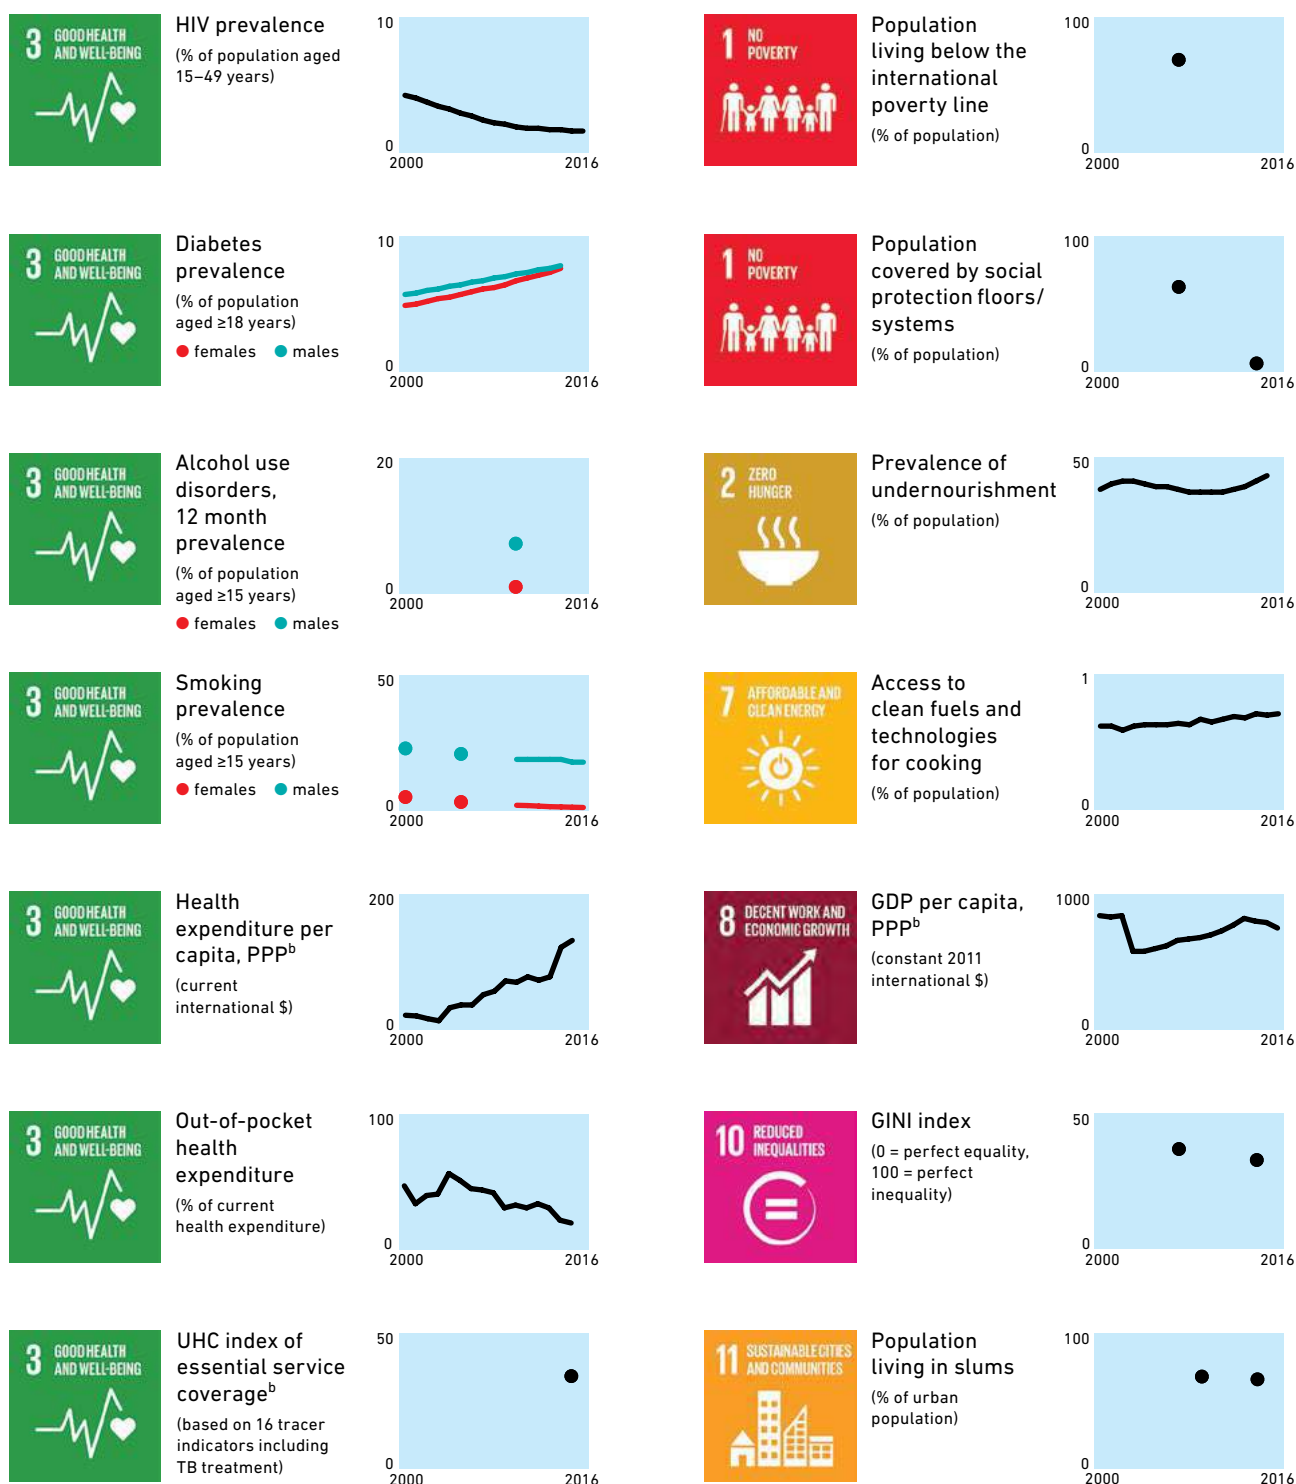 3 GOOD HEALTH
AND WELL-BEING
HIV prevalence
(% of population aged
15–49 years)
10
0
2000 2016
1 NO
POVERTY
Population
living below the
international
poverty line
(% of population)
100
0
2000 2016
3 GOOD HEALTH
AND WELL-BEING
Diabetes
prevalence
(% of population
aged ≥18 years)
females males
10
0
2000 2016
1 NO
POVERTY
Population
covered by social
protection floors/
systems
(% of population)
100
0
2000 2016
3 GOOD HEALTH
AND WELL-BEING
Alcohol use
disorders,
12 month
prevalence
(% of population
aged ≥15 years)
females males
20
0
2000 2016
2 ZERO
HUNGER
Prevalence of
undernourishment
(% of population)
50
0
2000 2016
3 GOOD HEALTH
AND WELL-BEING
Smoking
prevalence
(% of population
aged ≥15 years)
females males
50
0
2000 2016
7 AFFORDABLE AND
CLEAN ENERGY
Access to
clean fuels and
technologies
for cooking
(% of population)
1
0
2000 2016
3 GOOD HEALTH
AND WELL-BEING
Health
expenditure per
capita, PPPᵇ
(current
international $)
200
0
2000 2016
8 DECENT WORK AND
ECONOMIC GROWTH
GDP per capita,
PPPᵇ
(constant 2011
international $)
1000
0
2000 2016
3 GOOD HEALTH
AND WELL-BEING
Out-of-pocket
health
expenditure
(% of current
health expenditure)
100
0
2000 2016
10 REDUCED
INEQUALITIES
GINI index
(0 = perfect equality,
100 = perfect
inequality)
50
0
2000 2016
3 GOOD HEALTH
AND WELL-BEING
UHC index of
essential service
coverageᵇ
(based on 16 tracer
indicators including
TB treatment)
50
0
2000 2016
11 SUSTAINABLE CITIES
AND COMMUNITIES
Population
living in slums
(% of urban
population)
100
0
2000 2016